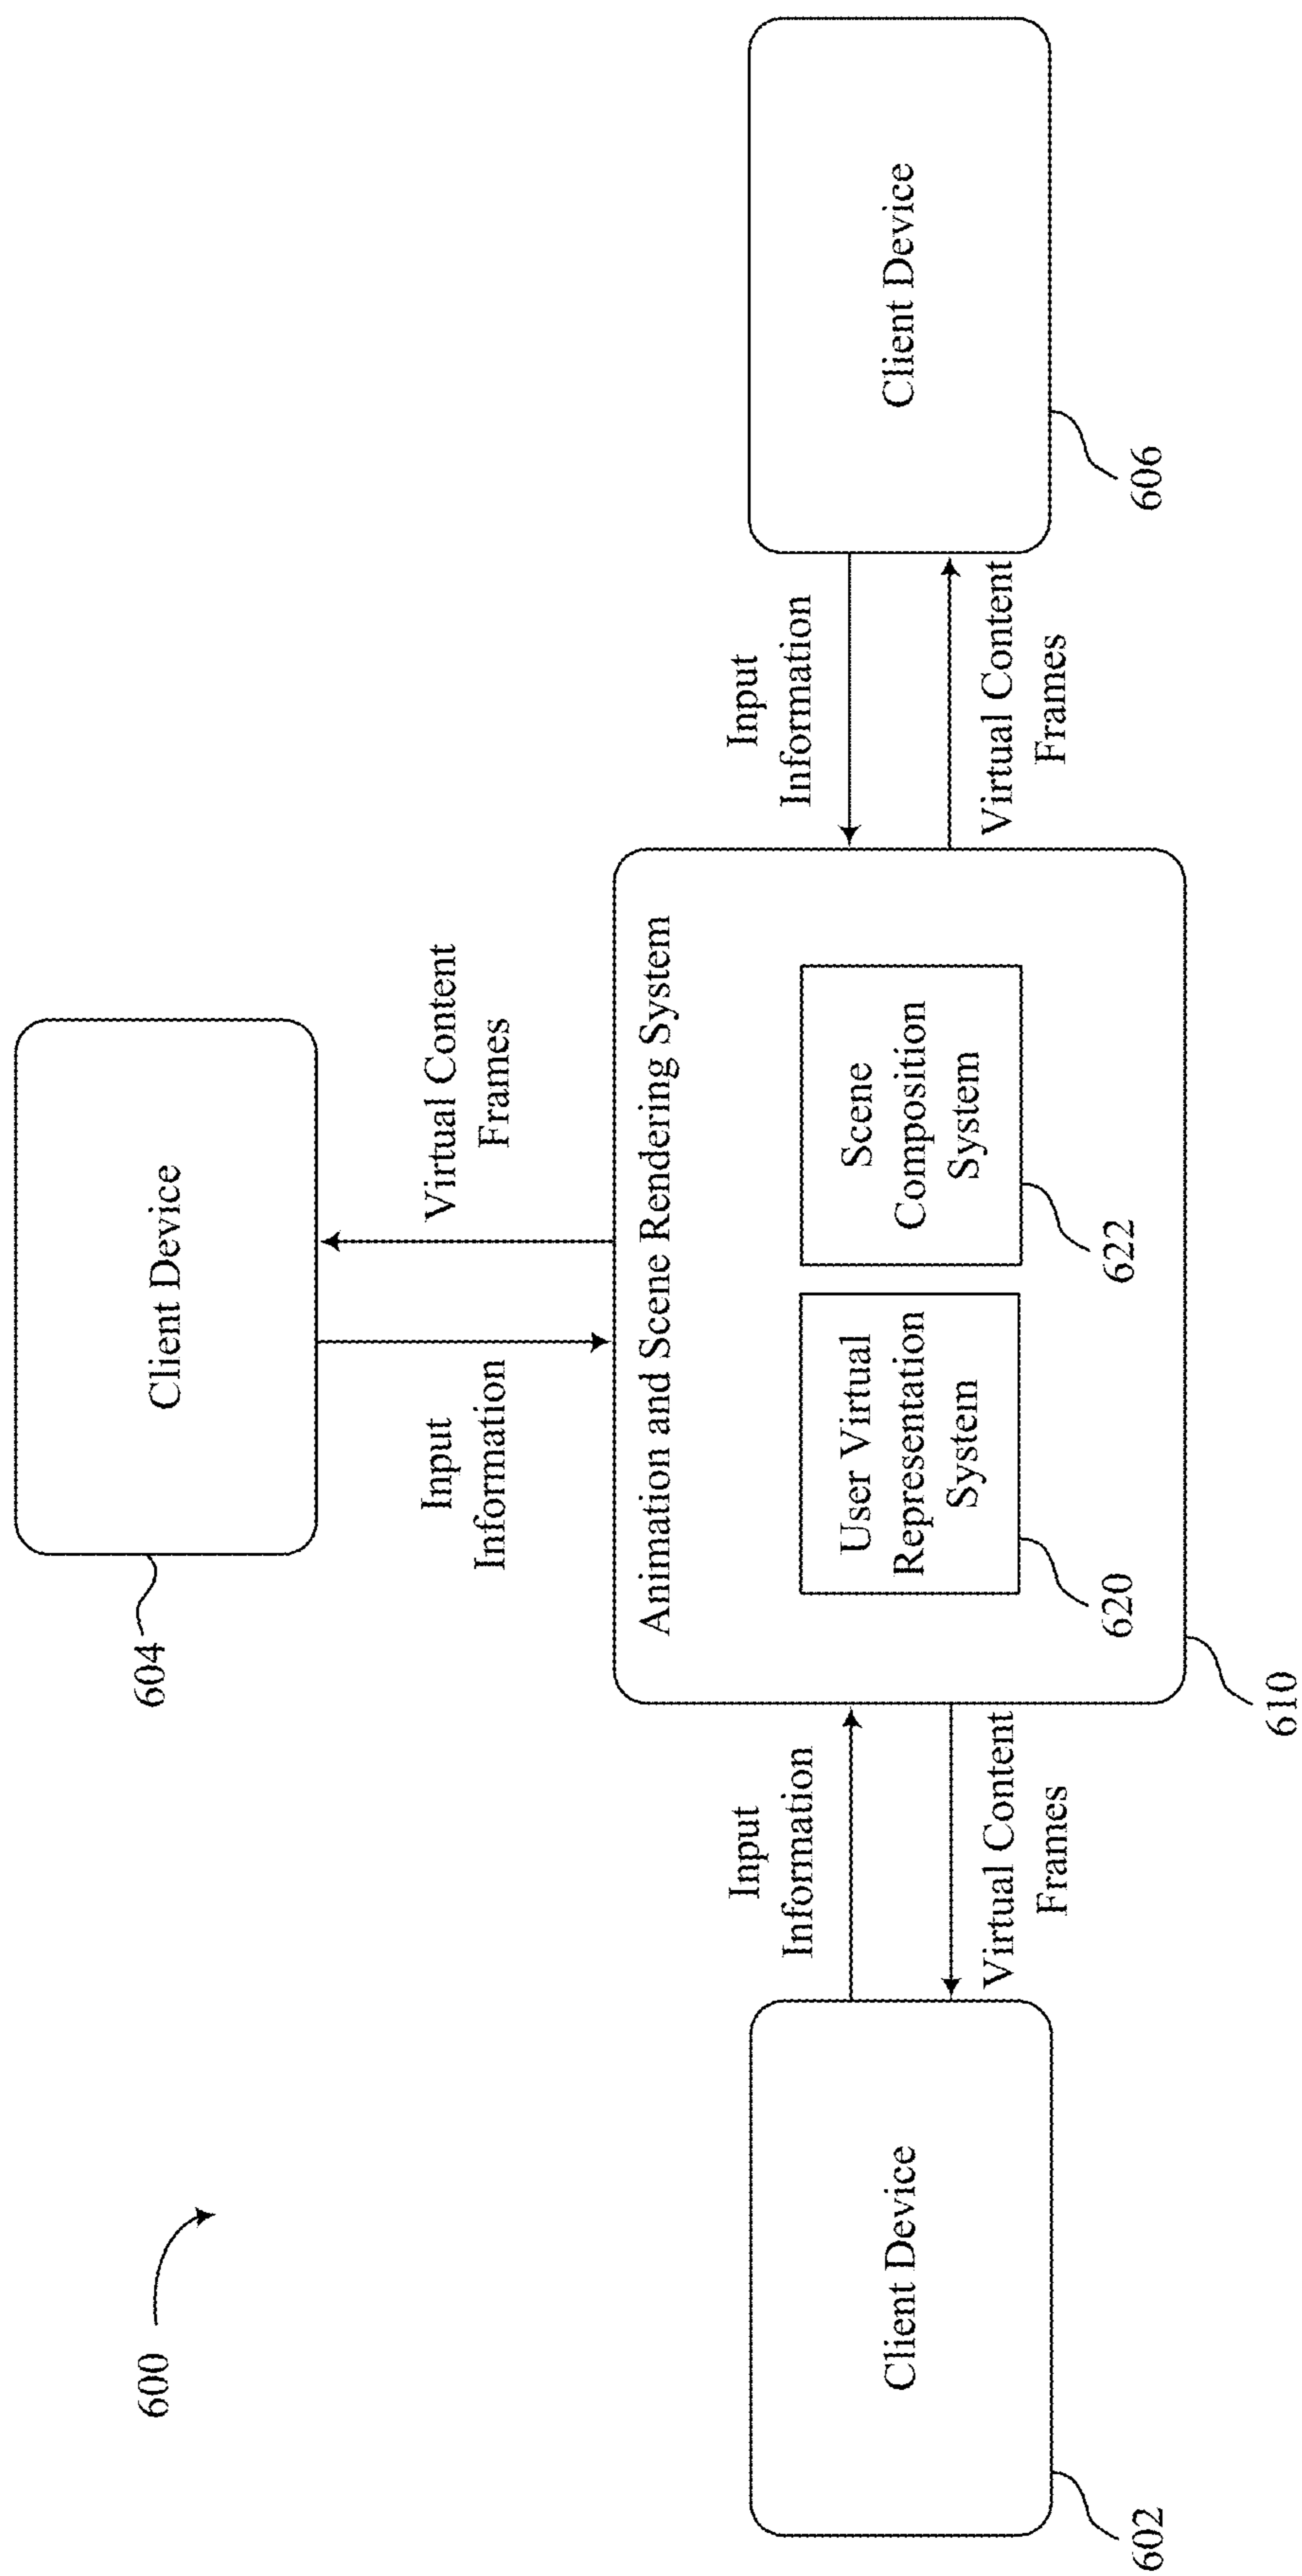 600
604
Client Device
Input
Information
Virtual Content
Frames
Client Device
602
Input
Information
Virtual Content
Frames
Animation and Scene Rendering System
User Virtual
Representation
System
620
Scene
Composition
System
622
610
Input
Information
Virtual Content
Frames
Client Device
606